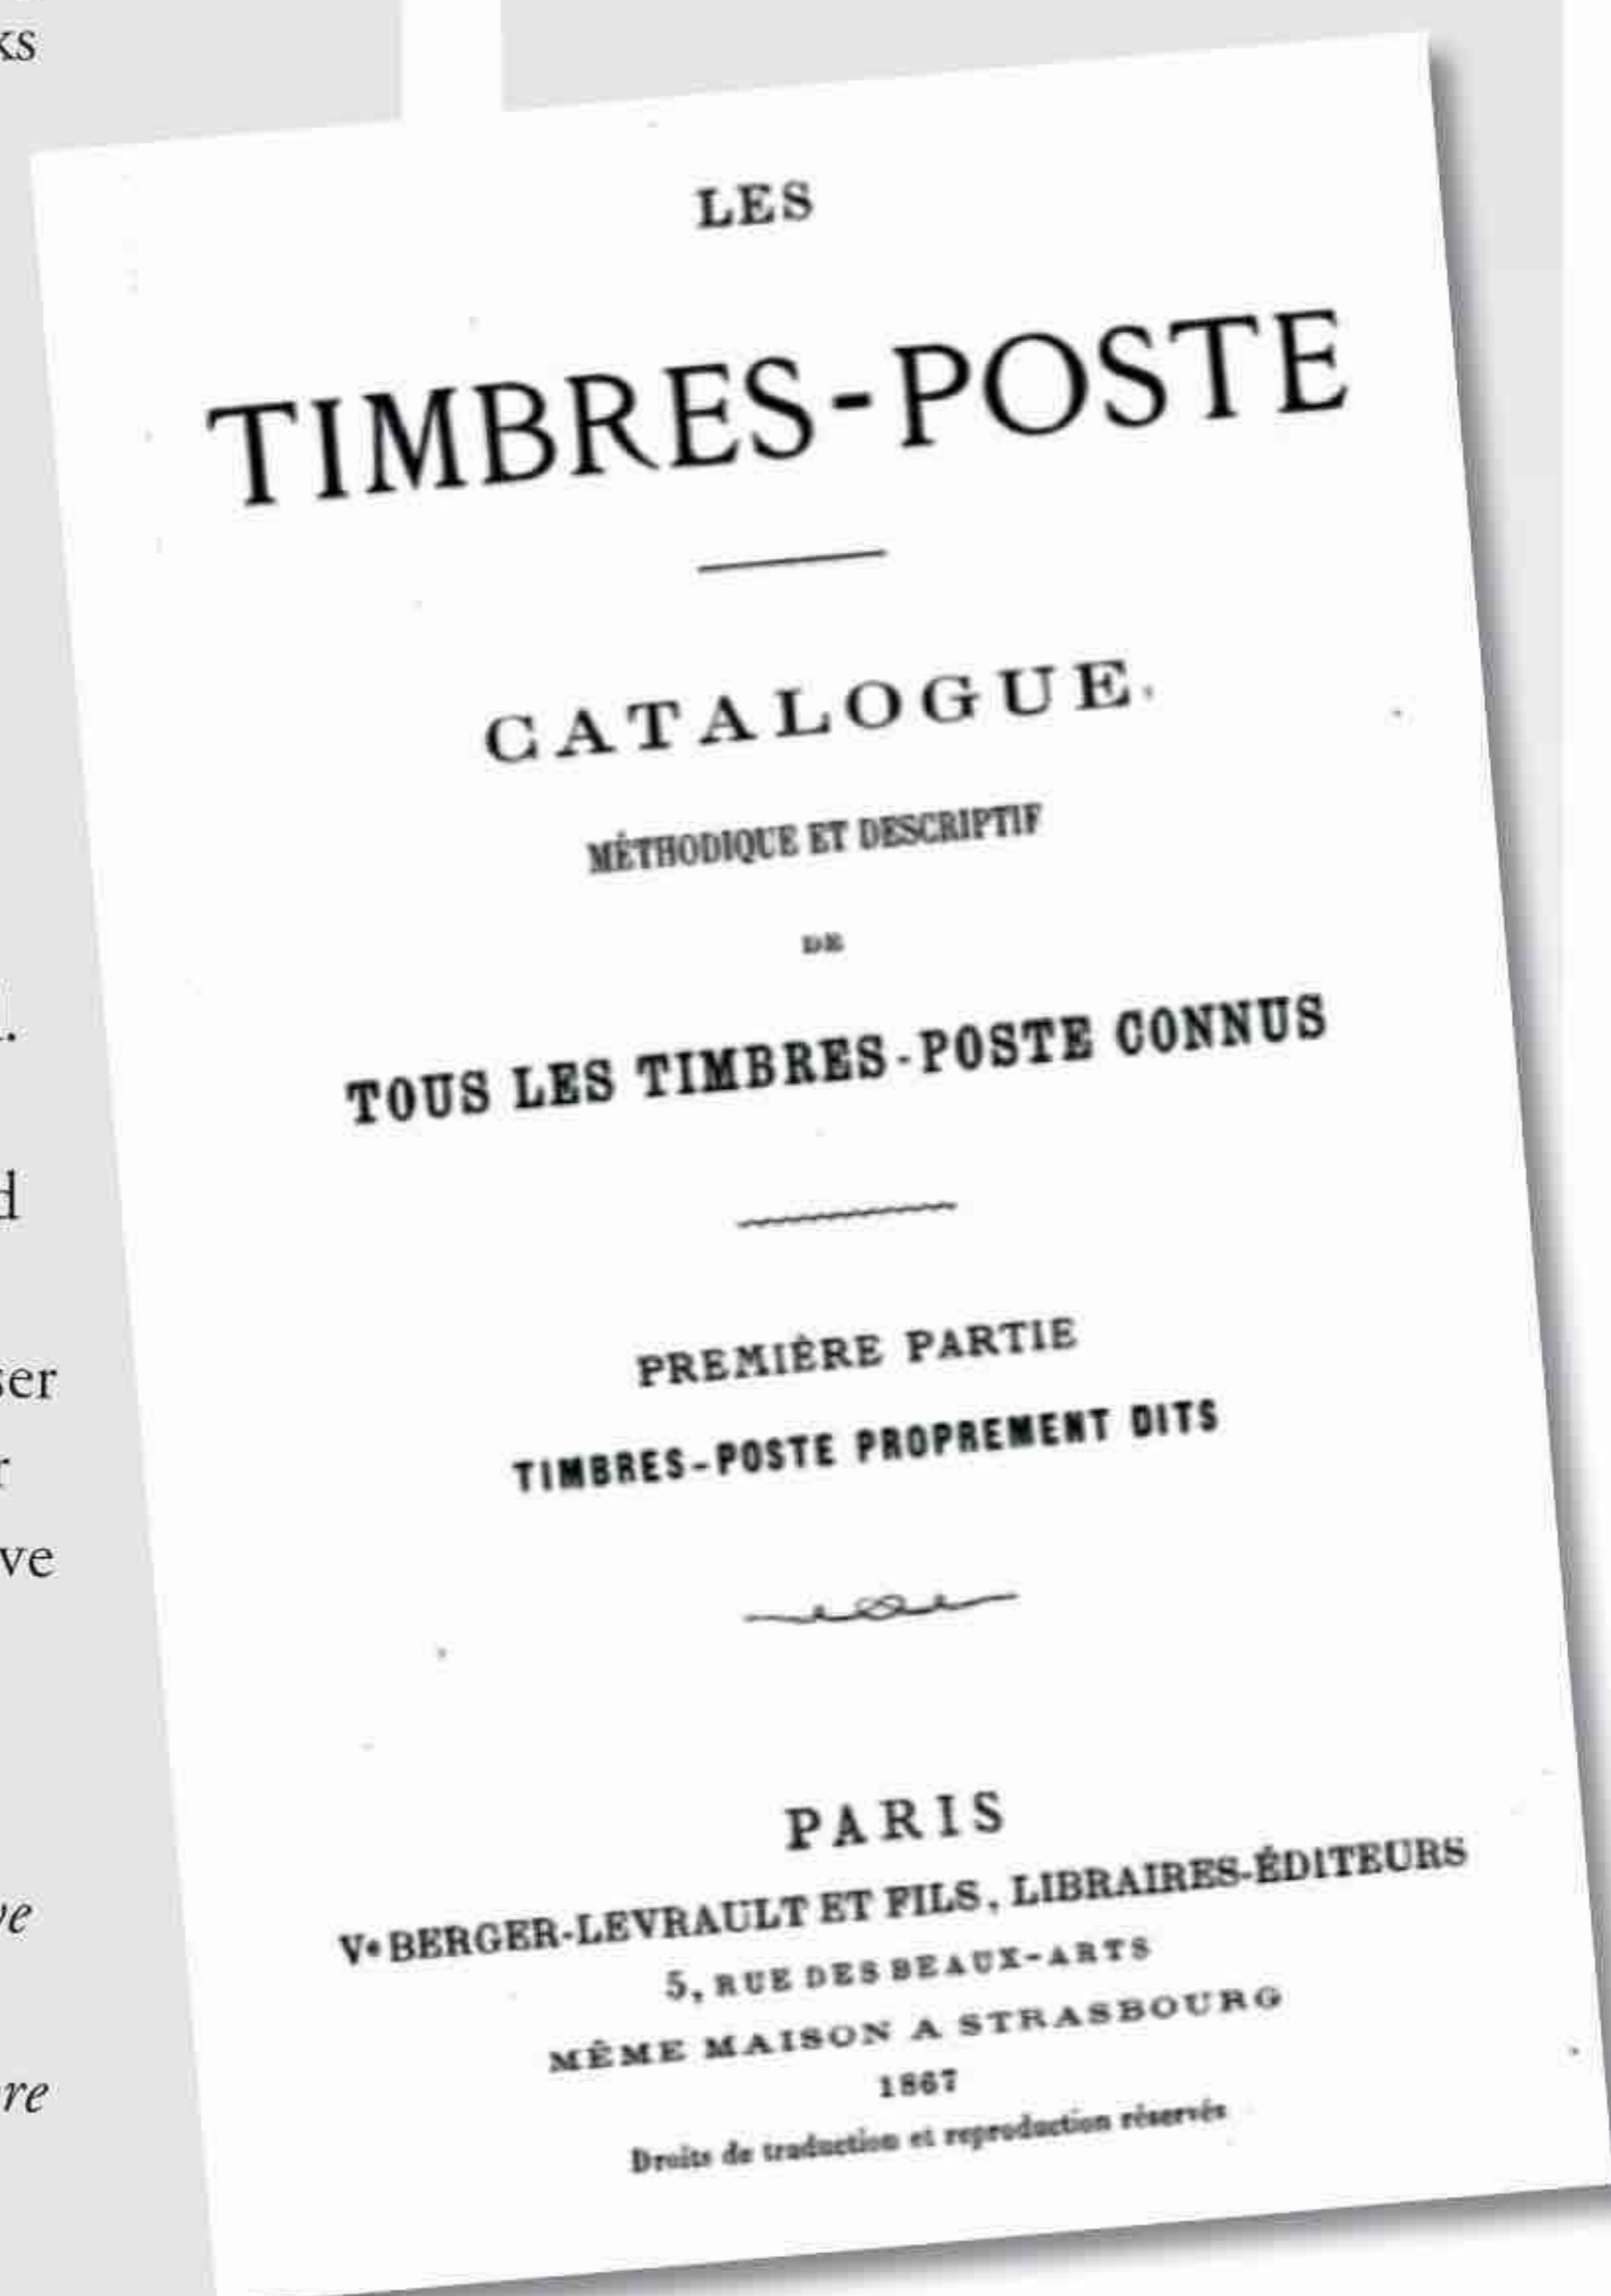 LES
TIMBRES-POSTE
CATALOGUE
MÉTHODIQUE ET DESCRIPTIF
DE
TOUS LES TIMBRES-POSTE CONNUS
PREMIÈRE PARTIE
TIMBRES-POSTE PROPREMENT DITS
PARIS
Ve BERGER-LEVRAULT ET FILS, LIBRAIRES-ÉDITEURS
5, RUE DES BEAUX-ARTS
MÊME MAISON A STRASBOURG
1867
Droits de traduction et reproduction réservés